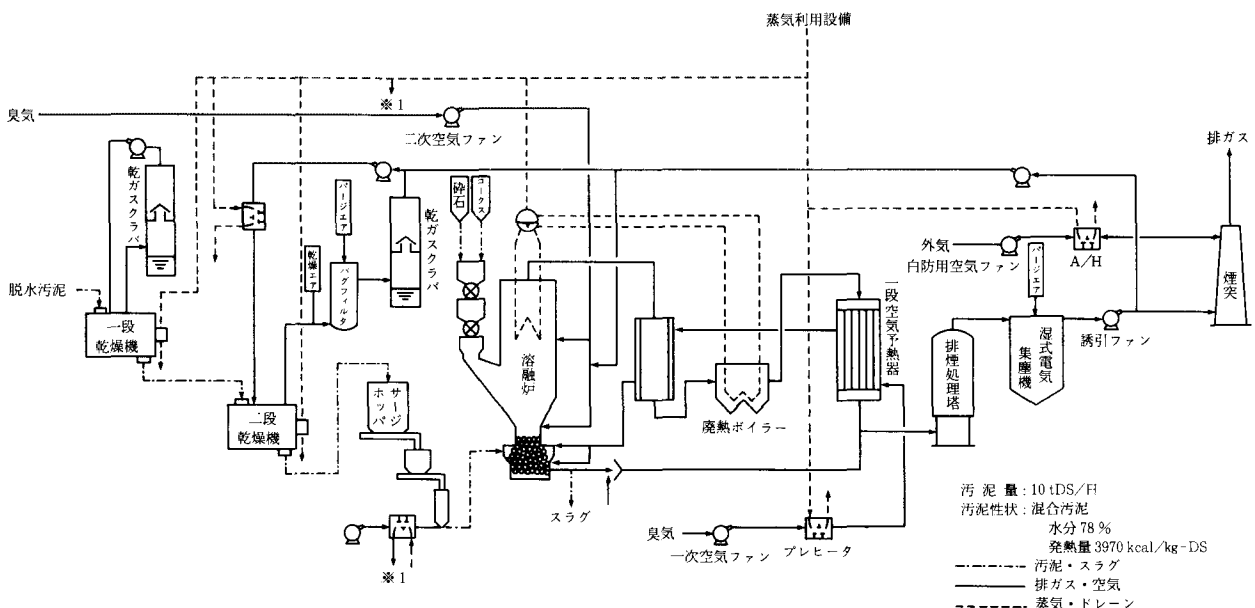 蒸気利用設備
※1
臭気
二次空気ファン
排ガス
乾ガスクラバ
パージエア
乾ガスクラバ
砕石
コークス
外気
白防用空気ファン
A/H
パージエア
煙突
脱水汚泥
一段
乾燥機
乾燥エア
バグフィルタ
溶融炉
一段空気予熱器
排煙処理塔
湿式電気
集塵機
誘引ファン
二段
乾燥機
サージ
ホッパ
廃熱ボイラー
スラグ
臭気
一次空気ファン
プレヒータ
※1
汚泥量:10 tDS/H
汚泥性状:混合汚泥
水分78 %
発熱量3970 kcal/kg-DS
汚泥・スラグ
排ガス・空気
蒸気・ドレーン